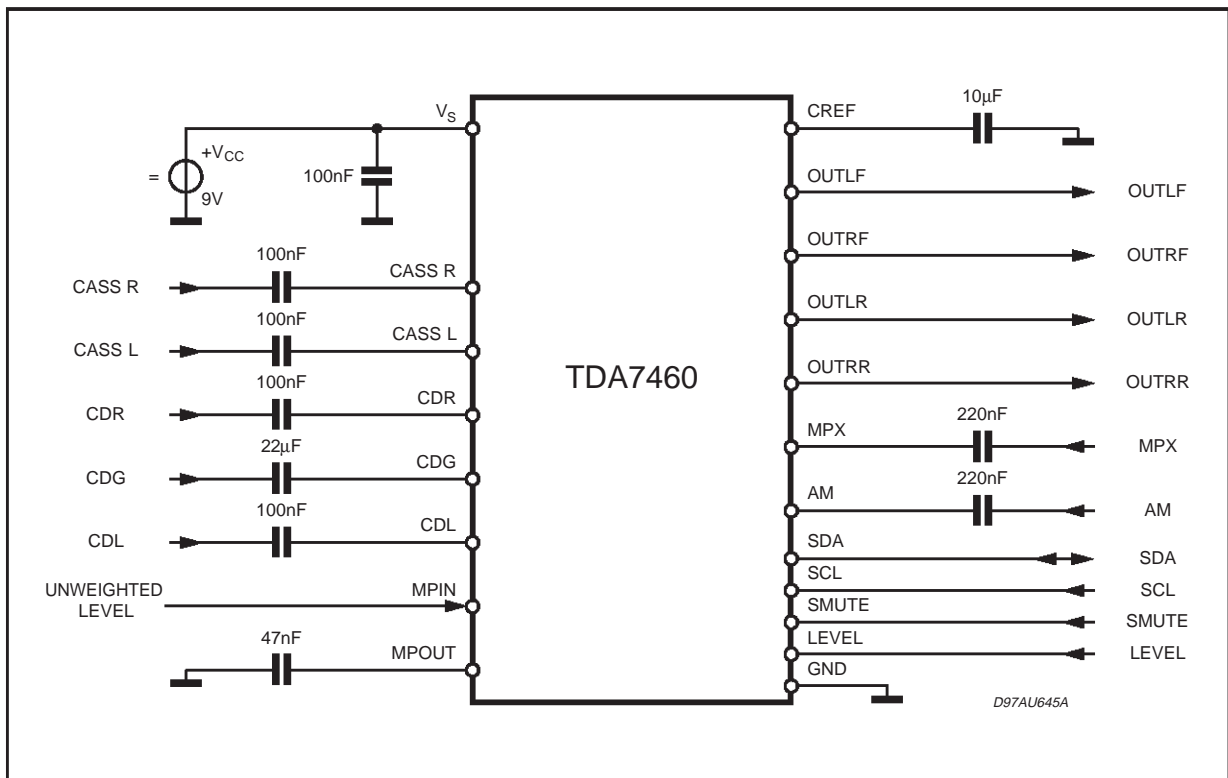 V_S
+V_CC
=
9V
100nF
100nF
CASS R
CASS R
100nF
CASS L
CASS L
100nF
CDR
CDR
22μF
CDG
CDG
100nF
CDL
CDL
UNWEIGHTED
LEVEL
MPIN
47nF
MPOUT
TDA7460
CREF
10μF
OUTLF
OUTLF
OUTRF
OUTRF
OUTLR
OUTLR
OUTRR
OUTRR
MPX
220nF
MPX
AM
220nF
AM
SDA
SDA
SCL
SCL
SMUTE
SMUTE
LEVEL
LEVEL
GND
D97AU645A